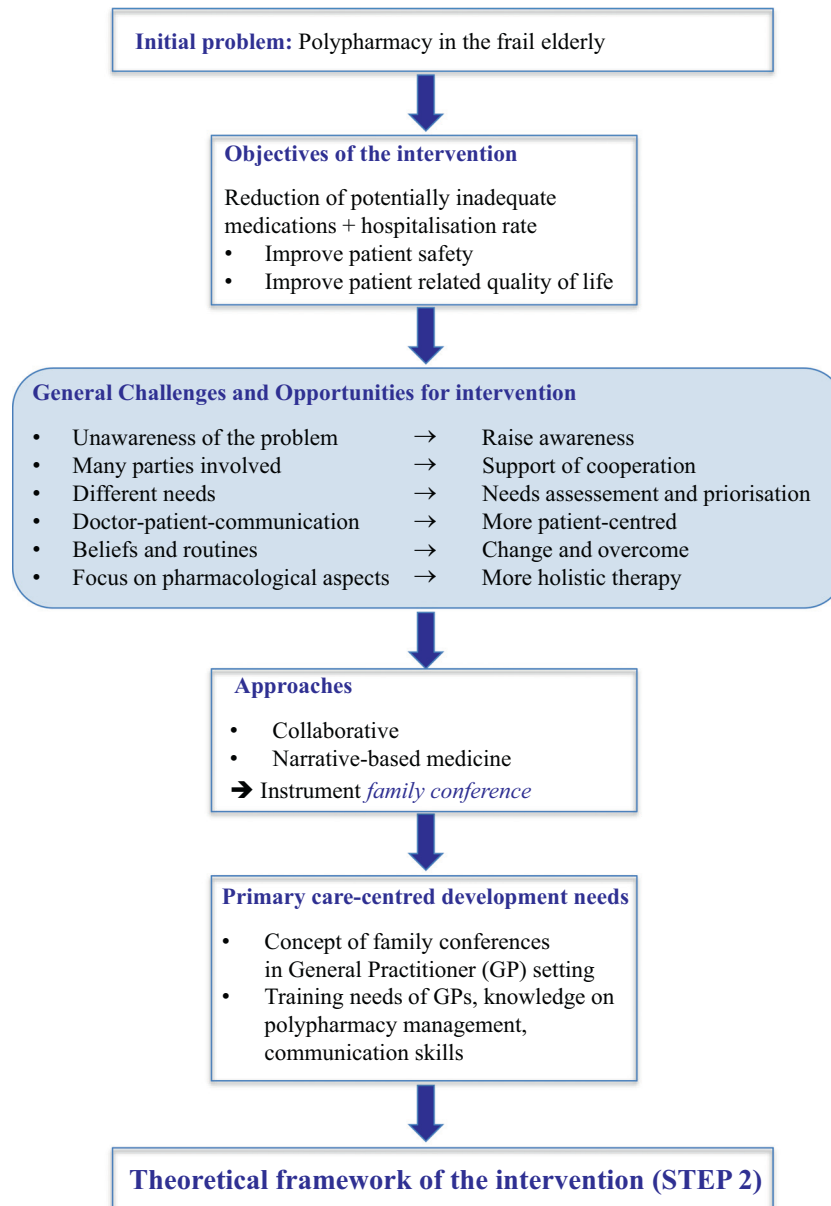 Initial problem: Polypharmacy in the frail elderly
Objectives of the intervention
Reduction of potentially inadequate
medications + hospitalisation rate
• Improve patient safety
• Improve patient related quality of life
General Challenges and Opportunities for intervention
• Unawareness of the problem → Raise awareness
• Many parties involved → Support of cooperation
• Different needs → Needs assessement and priorisation
• Doctor-patient-communication → More patient-centred
• Beliefs and routines → Change and overcome
• Focus on pharmacological aspects → More holistic therapy
Approaches
• Collaborative
• Narrative-based medicine
➔ Instrument family conference
Primary care-centred development needs
• Concept of family conferences
in General Practitioner (GP) setting
• Training needs of GPs, knowledge on
polypharmacy management,
communication skills
Theoretical framework of the intervention (STEP 2)